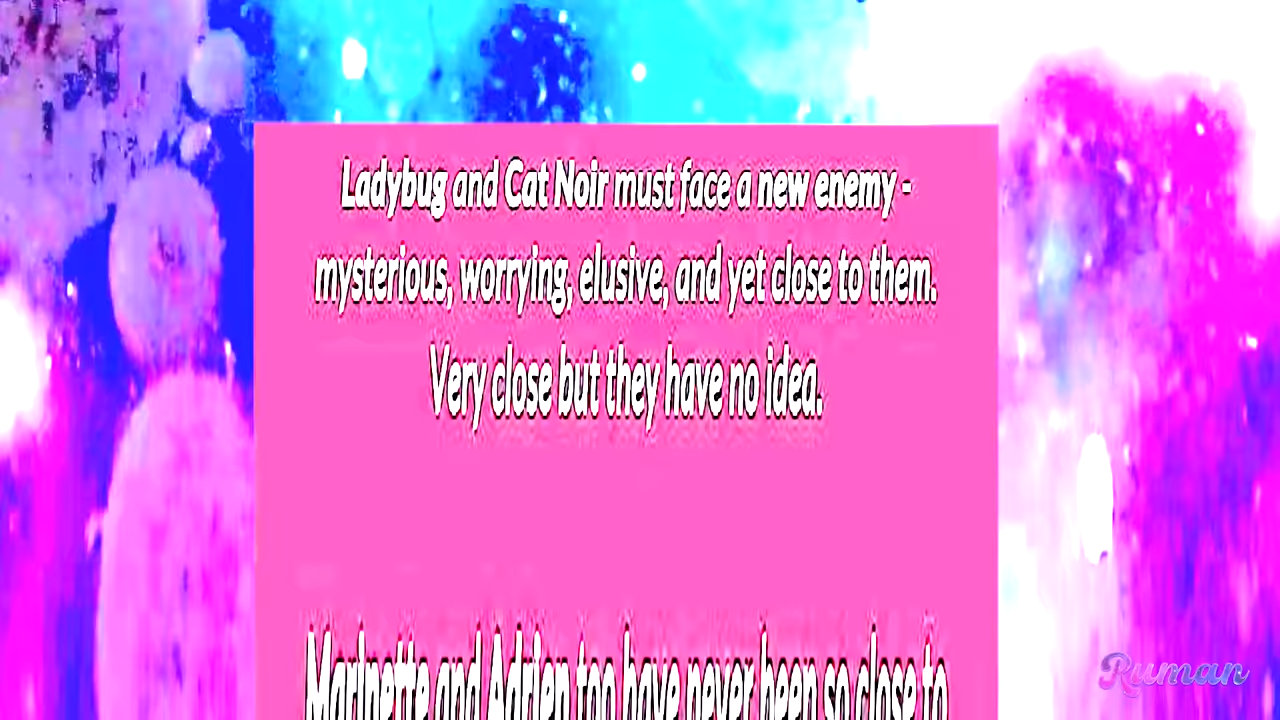 Ladybug and Cat Noir must face a new enemy -
mysterious, worrying, elusive, and yet close to them.
Very close but they have no idea.
Marinette and Adrien too have never been so close to
Ruman